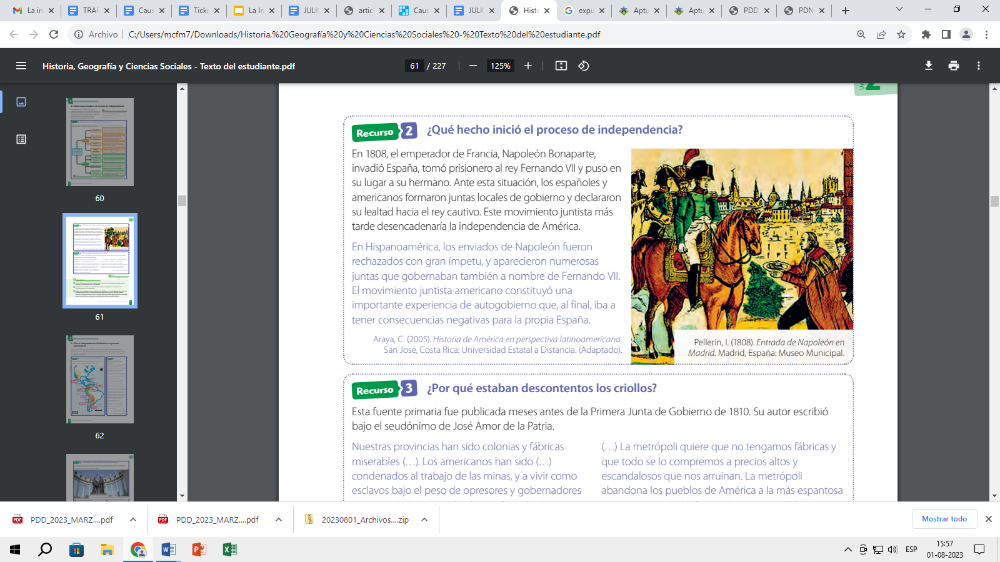 La in
TRAE
Caus
Ticke
La In
JULIO
articl
Caus
JULIO
Histo
expu
Aptu
Aptu
PDD
PDN
Archivo
C:/Users/mcfm7/Downloads/Historia,%20Geografía%20y%20Ciencias%20Sociales%20-%20Texto%20del%20estudiante.pdf
Historia, Geografía y Ciencias Sociales - Texto del estudiante.pdf
61 / 227
125%
60
61
62
2
Recurso 2 ¿Qué hecho inició el proceso de independencia?
En 1808, el emperador de Francia, Napoleón Bonaparte,
invadió España, tomó prisionero al rey Fernando VII y puso en
su lugar a su hermano. Ante esta situación, los españoles y
americanos formaron juntas locales de gobierno y declararon
su lealtad hacia el rey cautivo. Este movimiento juntista más
tarde desencadenaría la independencia de América.
En Hispanoamérica, los enviados de Napoleón fueron
rechazados con gran ímpetu, y aparecieron numerosas
juntas que gobernaban también a nombre de Fernando VII.
El movimiento juntista americano constituyó una
importante experiencia de autogobierno que, al final, iba a
tener consecuencias negativas para la propia España.
Araya, C. (2005). Historia de América en perspectiva latinoamericana.
San José, Costa Rica: Universidad Estatal a Distancia. (Adaptado).
Pellerin, I. (1808). Entrada de Napoleón en
Madrid. Madrid, España: Museo Municipal.
Recurso 3 ¿Por qué estaban descontentos los criollos?
Esta fuente primaria fue publicada meses antes de la Primera Junta de Gobierno de 1810. Su autor escribió
bajo el seudónimo de José Amor de la Patria.
Nuestras provincias han sido colonias y fábricas
miserables (…). Los americanos han sido (…)
condenados al trabajo de las minas, y a vivir como
esclavos bajo el peso de opresores y gobernadores
(…) La metrópoli quiere que no tengamos fábricas y
que todo se lo compremos a precios altos y
escandalosos que nos arruinan. La metrópoli
abandona los pueblos de América a la más espantosa
PDD_2023_MARZ....pdf
PDD_2023_MARZ....pdf
20230801_Archivos....zip
Mostrar todo
ESP
15:57
01-08-2023